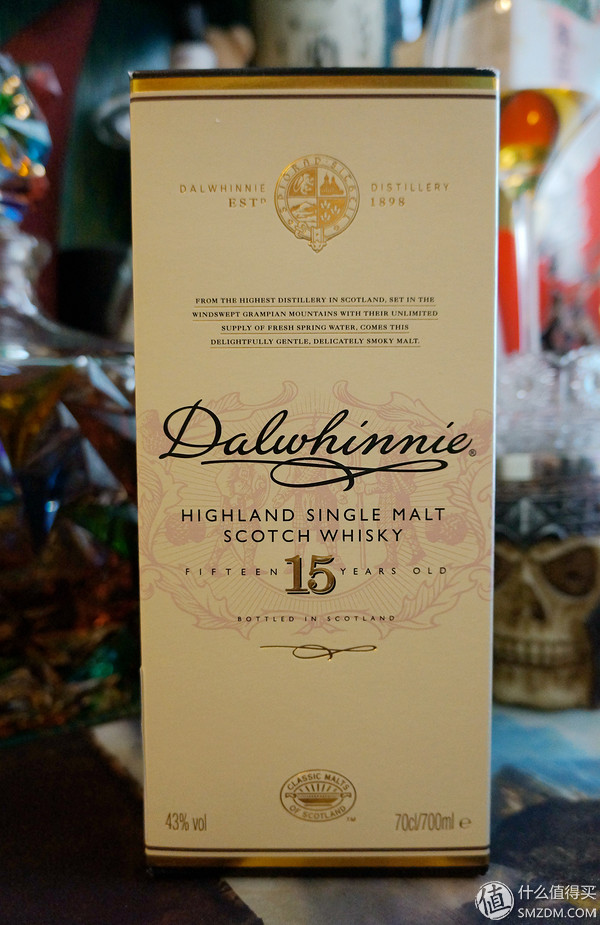 DALWHINNIE DISTILLERY
ESTD 1898
FROM THE HIGHEST DISTILLERY IN SCOTLAND, SET IN THE
WINDSWEPT GRAMPIAN MOUNTAINS WITH THEIR UNLIMITED
SUPPLY OF FRESH SPRING WATER, COMES THIS
DELIGHTFULLY GENTLE, DELICATELY SMOKY MALT.
Dalwhinnie®
HIGHLAND SINGLE MALT
SCOTCH WHISKY
FIFTEEN 15 YEARS OLD
BOTTLED IN SCOTLAND
CLASSIC MALTS
OF SCOTLAND
TM
43% vol 70cl/700ml e
值 什么值得买
SMZDM.COM